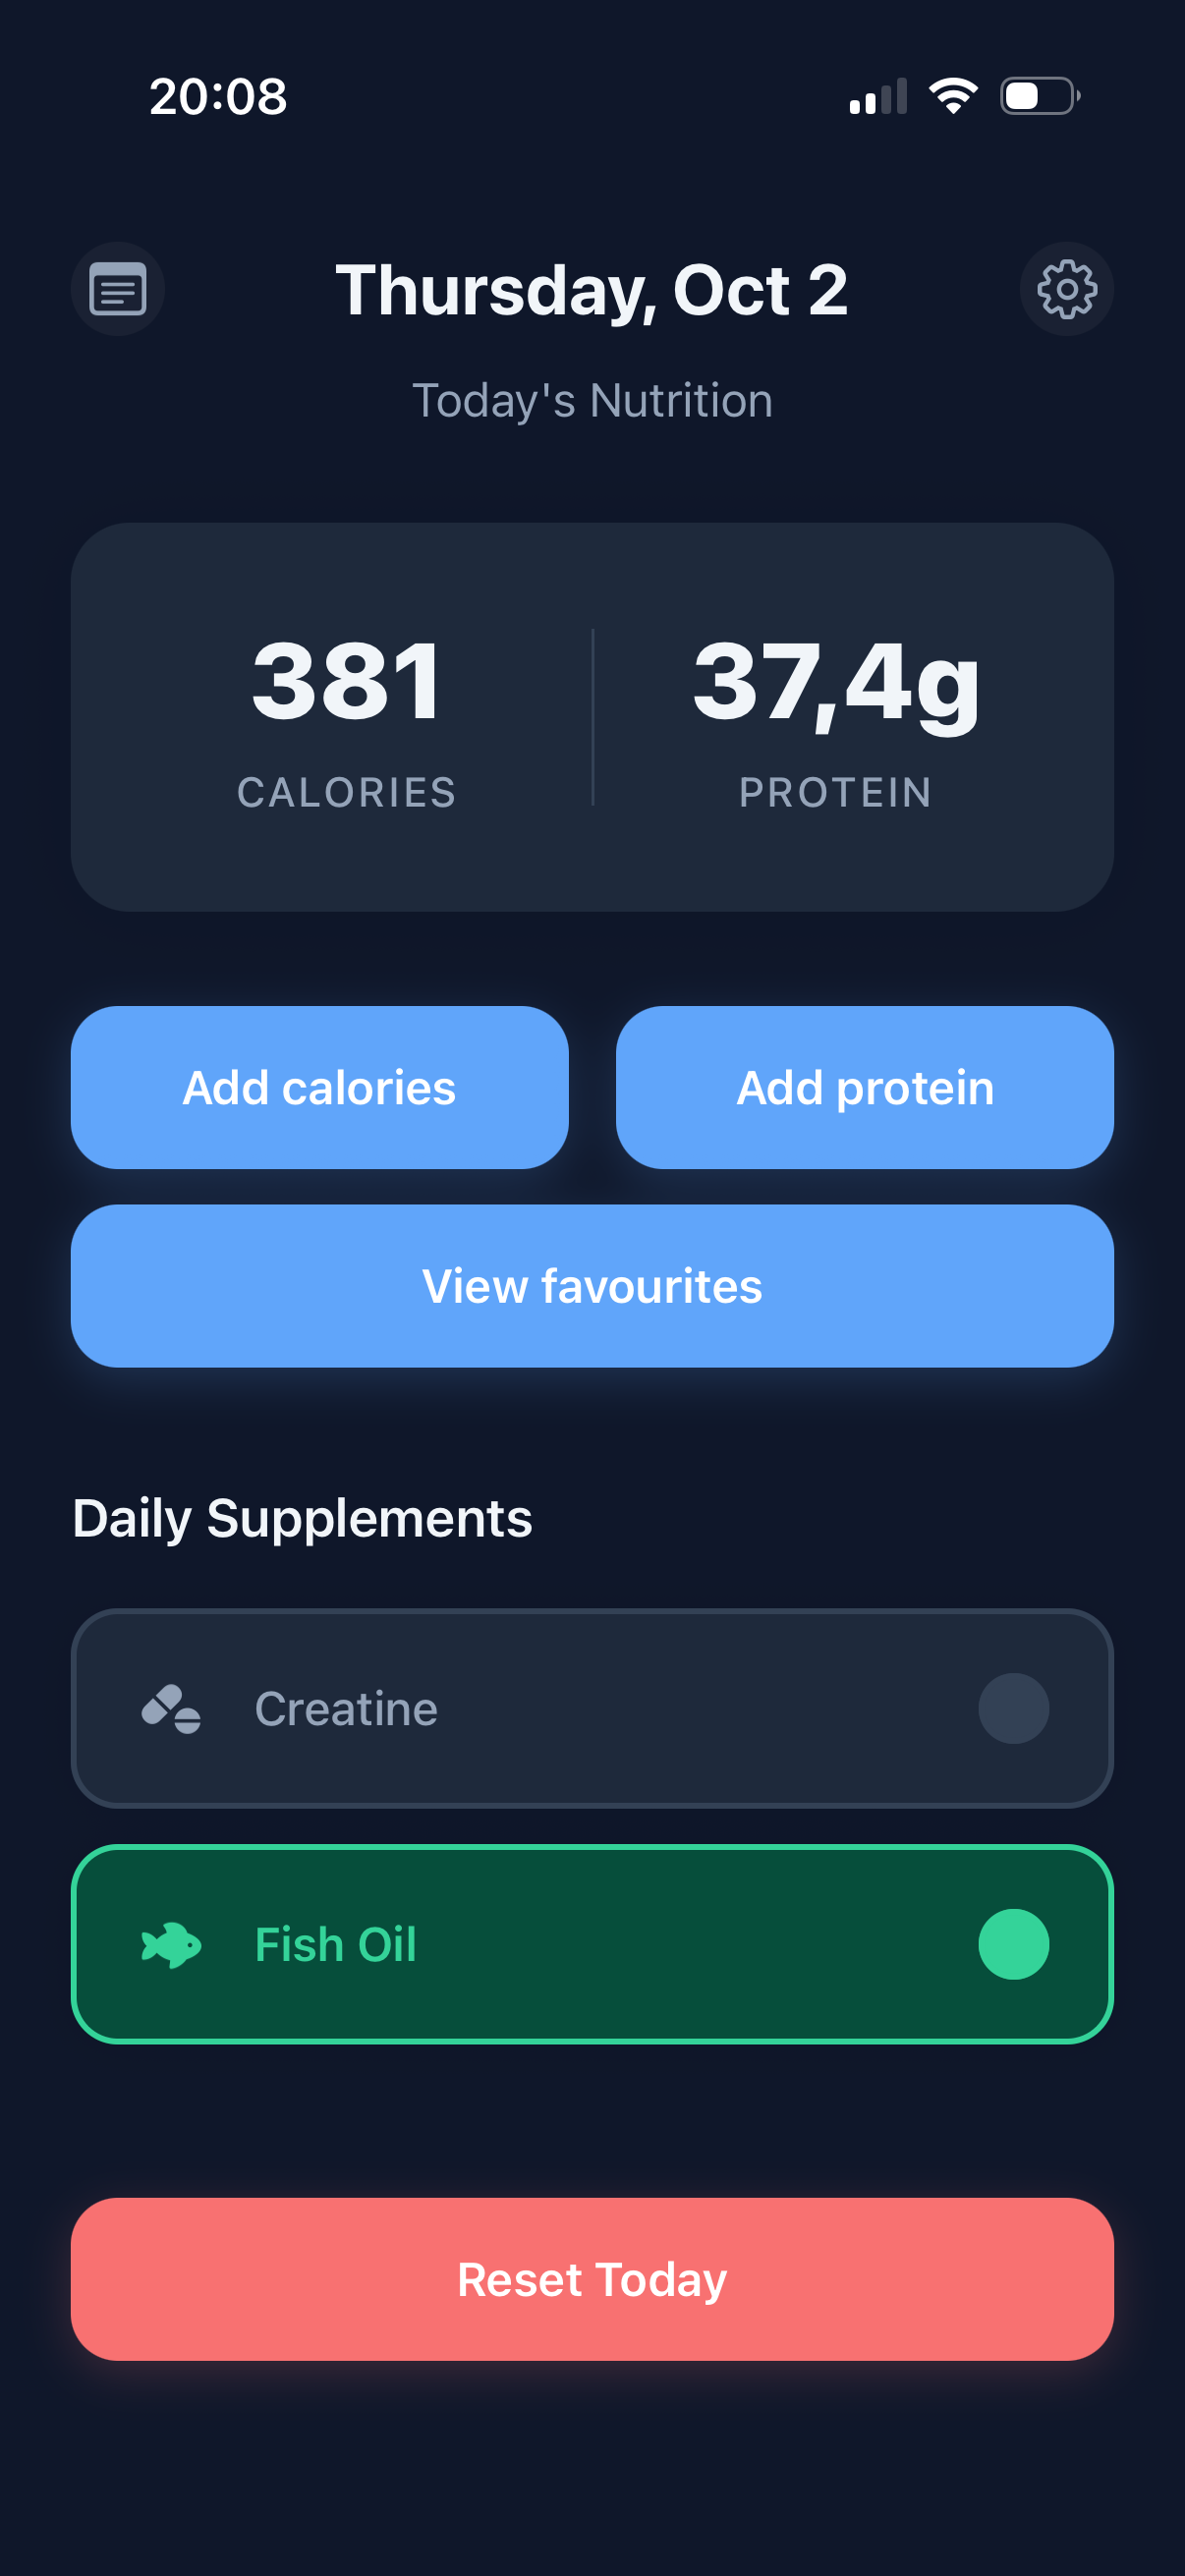 20:08
Thursday, Oct 2
Today's Nutrition
381
CALORIES
37,4g
PROTEIN
Add calories
Add protein
View favourites
Daily Supplements
Creatine
Fish Oil
Reset Today